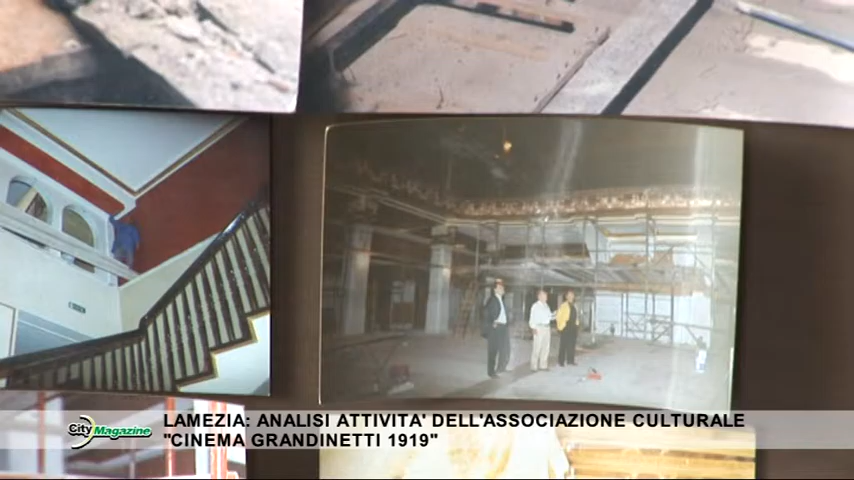 City Magazine
LAMEZIA: ANALISI ATTIVITA' DELL'ASSOCIAZIONE CULTURALE
"CINEMA GRANDINETTI 1919"